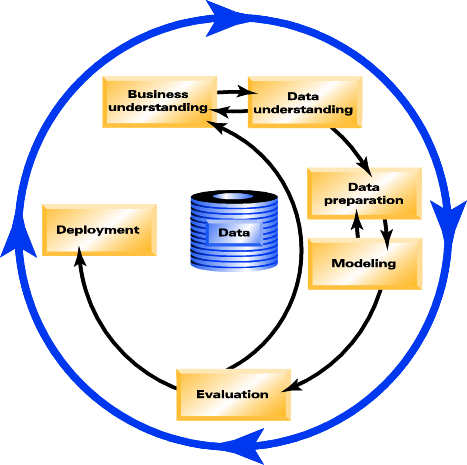 Business
understanding
Data
understanding
Data
preparation
Data
Deployment
Modeling
Evaluation